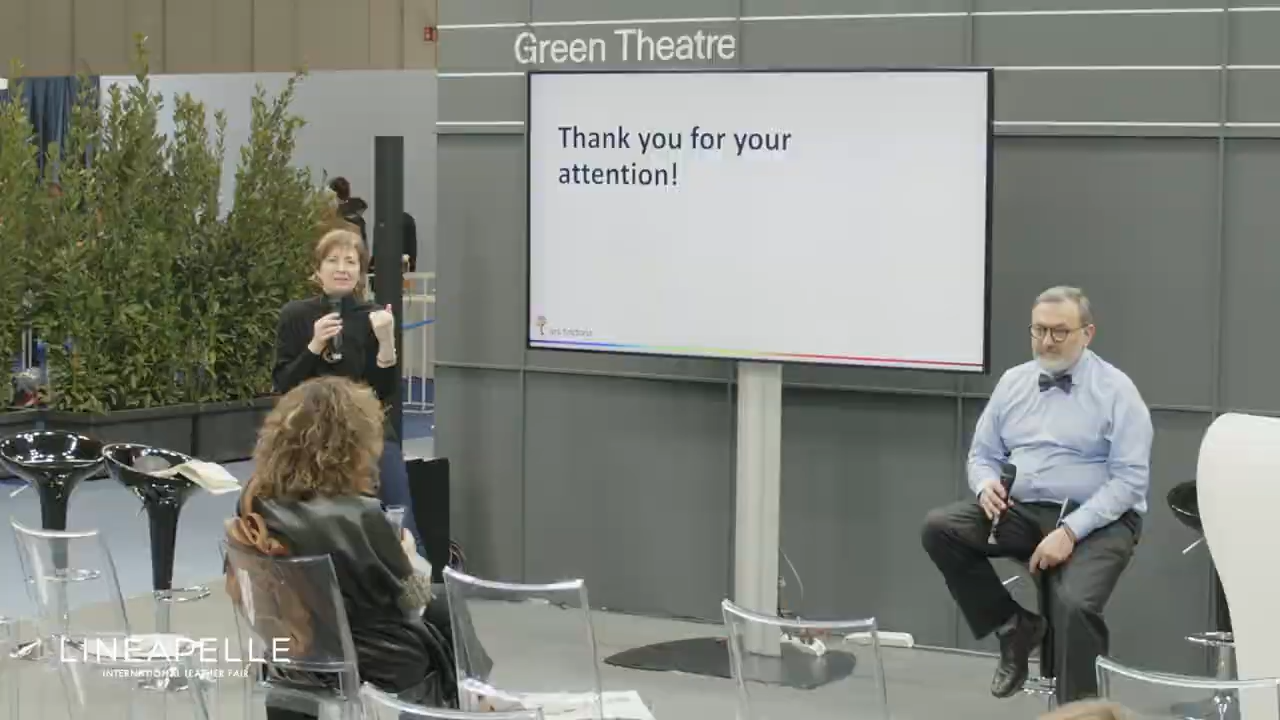 Green Theatre
Thank you for your
attention!
LINEAPELLE
INTERNATIONAL LEATHER FAIR